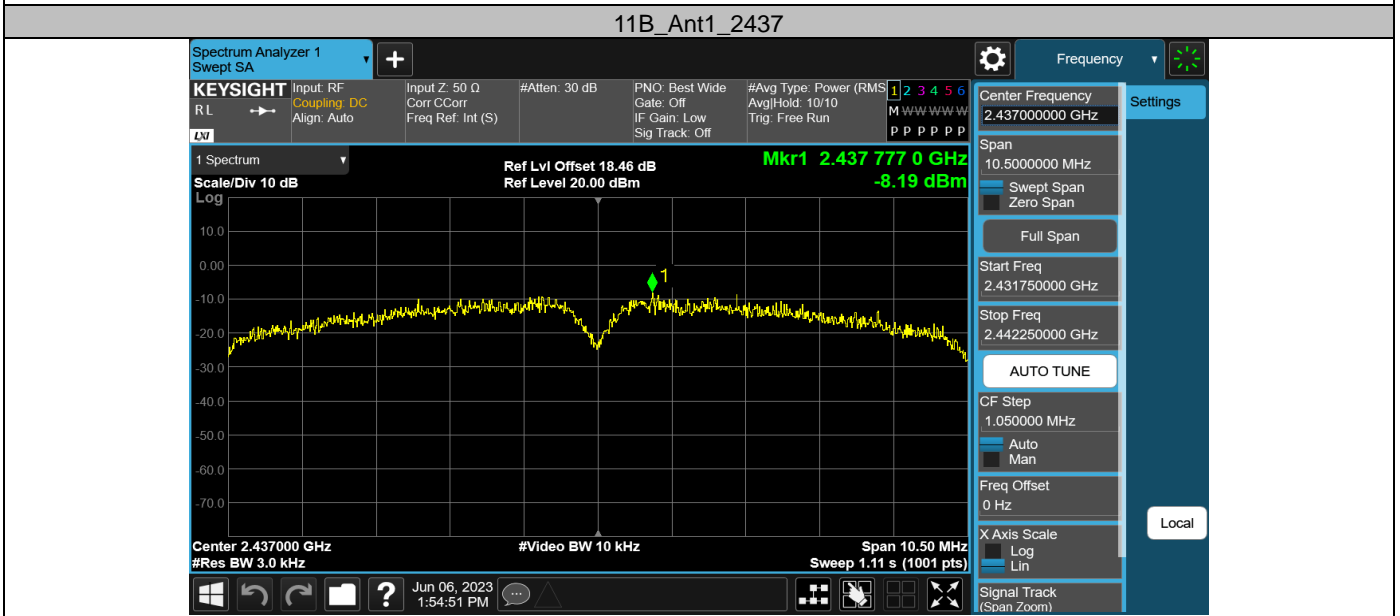 11B_Ant1_2437
Spectrum Analyzer 1
Swept SA
Frequency
KEYSIGHT
RL
LXI
Input: RF
Coupling: DC
Align: Auto
Input Z: 50 Ω
Corr CCorr
Freq Ref: Int (S)
#Atten: 30 dB
PNO: Best Wide
Gate: Off
IF Gain: Low
Sig Track: Off
#Avg Type: Power (RMS
Avg|Hold: 10/10
Trig: Free Run
1 2 3 4 5 6
M W W W W W
P P P P P P
1 Spectrum
Scale/Div 10 dB
Ref Lvl Offset 18.46 dB
Ref Level 20.00 dBm
Mkr1 2.437 777 0 GHz
-8.19 dBm
Log
10.0
0.00
-10.0
-20.0
-30.0
-40.0
-50.0
-60.0
-70.0
1
Center 2.437000 GHz
#Res BW 3.0 kHz
#Video BW 10 kHz
Span 10.50 MHz
Sweep 1.11 s (1001 pts)
Jun 06, 2023
1:54:51 PM
Center Frequency
2.437000000 GHz
Span
10.5000000 MHz
Swept Span
Zero Span
Full Span
Start Freq
2.431750000 GHz
Stop Freq
2.442250000 GHz
AUTO TUNE
CF Step
1.050000 MHz
Auto
Man
Freq Offset
0 Hz
X Axis Scale
Log
Lin
Signal Track
(Span Zoom)
Settings
Local